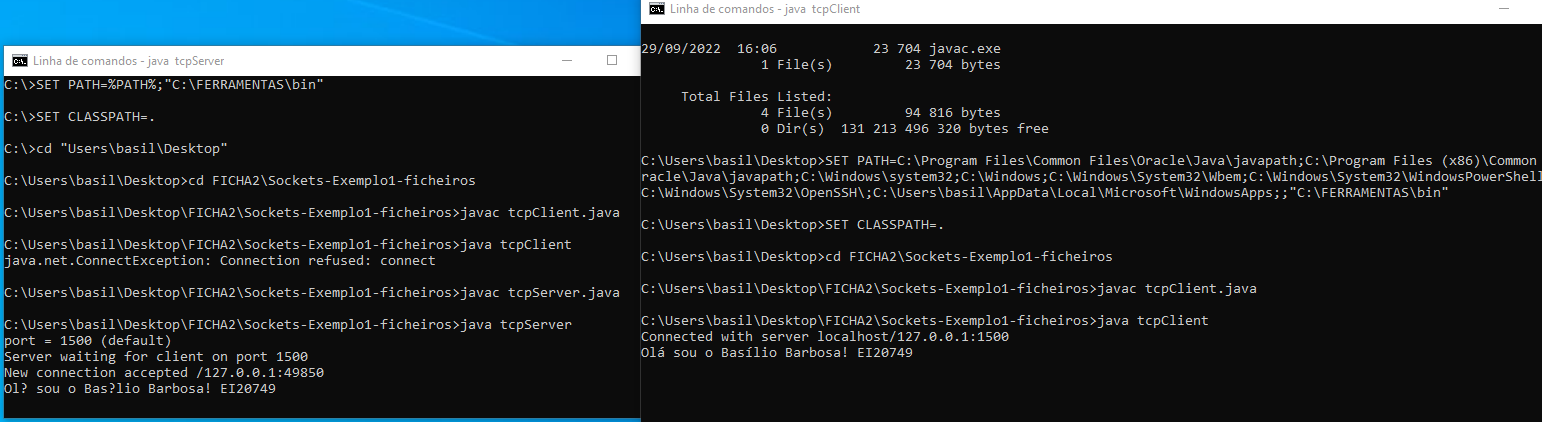 Linha de comandos - java  tcpServer
C:\>SET PATH=%PATH%;"C:\FERRAMENTAS\bin"
C:\>SET CLASSPATH=.
C:\>cd "Users\basil\Desktop"
C:\Users\basil\Desktop>cd FICHA2\Sockets-Exemplo1-ficheiros
C:\Users\basil\Desktop\FICHA2\Sockets-Exemplo1-ficheiros>javac tcpClient.java
C:\Users\basil\Desktop\FICHA2\Sockets-Exemplo1-ficheiros>java tcpClient
java.net.ConnectException: Connection refused: connect
C:\Users\basil\Desktop\FICHA2\Sockets-Exemplo1-ficheiros>javac tcpServer.java
C:\Users\basil\Desktop\FICHA2\Sockets-Exemplo1-ficheiros>java tcpServer
port = 1500 (default)
Server waiting for client on port 1500
New connection accepted /127.0.0.1:49850
Ol? sou o Bas?lio Barbosa! EI20749
Linha de comandos - java  tcpClient
29/09/2022  16:06            23 704 javac.exe
1 File(s)         23 704 bytes
Total Files Listed:
4 File(s)         94 816 bytes
0 Dir(s)  131 213 496 320 bytes free
C:\Users\basil\Desktop>SET PATH=C:\Program Files\Common Files\Oracle\Java\javapath;C:\Program Files (x86)\Common
racle\Java\javapath;C:\Windows\system32;C:\Windows;C:\Windows\System32\Wbem;C:\Windows\System32\WindowsPowerShell
C:\Windows\System32\OpenSSH\;C:\Users\basil\AppData\Local\Microsoft\WindowsApps;;"C:\FERRAMENTAS\bin"
C:\Users\basil\Desktop>SET CLASSPATH=.
C:\Users\basil\Desktop>cd FICHA2\Sockets-Exemplo1-ficheiros
C:\Users\basil\Desktop\FICHA2\Sockets-Exemplo1-ficheiros>javac tcpClient.java
C:\Users\basil\Desktop\FICHA2\Sockets-Exemplo1-ficheiros>java tcpClient
Connected with server localhost/127.0.0.1:1500
Olá sou o Basílio Barbosa! EI20749